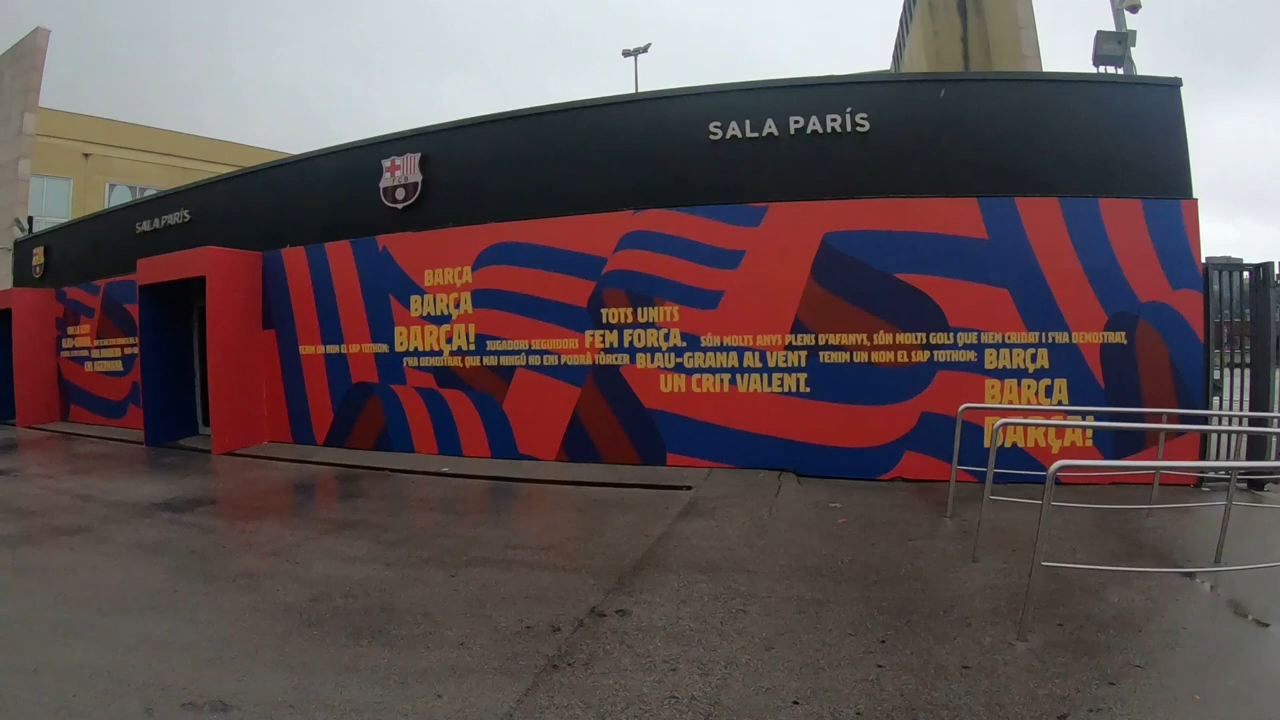 SALA PARÍS
SALA PARÍS
FCB
BARÇA
BARÇA
TENIM UN NOM EL SAP TOTHOM: BARÇA!
JUGADORS SEGUIDORS
S'HA DEMOSTRAT, QUE MAI NINGÚ NO ENS PODRÀ TÒRCER
TOTS UNITS
FEM FORÇA.
BLAU-GRANA AL VENT
UN CRIT VALENT.
SÓN MOLTS ANYS PLENS D'AFANYS, SÓN MOLTS GOLS QUE HEM CRIDAT I S'HA DEMOSTRAT,
TENIM UN NOM EL SAP TOTHOM: BARÇA
BARÇA
BARÇA!